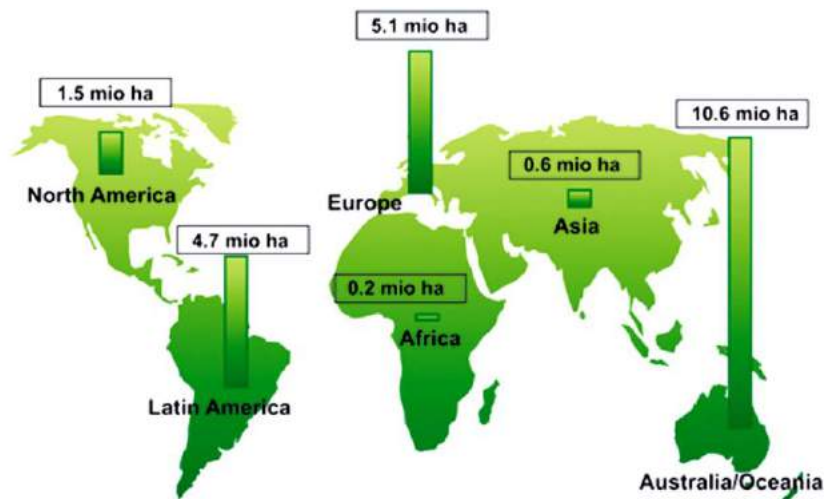 5.1 mio ha
1.5 mio ha
10.6 mio ha
0.6 mio ha
North America
Europe
Asia
4.7 mio ha
0.2 mio ha
Africa
Latin America
Australia/Oceania